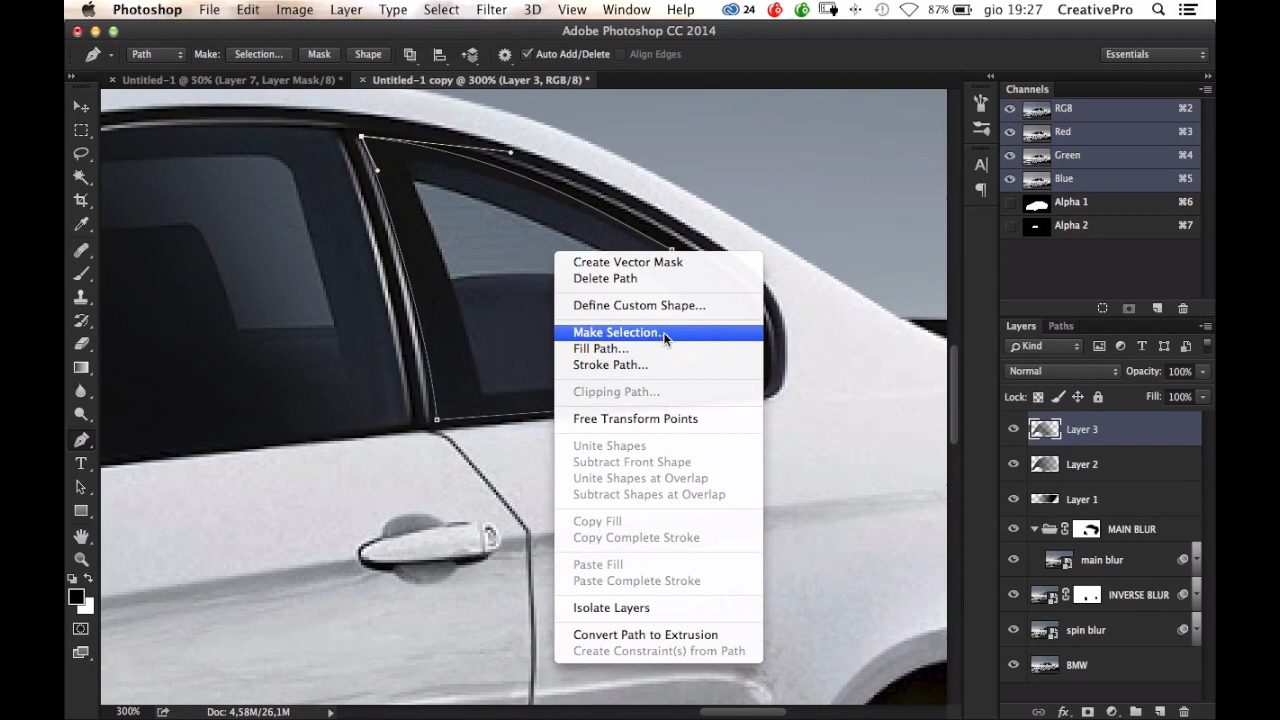 Photoshop File Edit Image Layer Type Select Filter 3D View Window Help 24 6 6 87% gio 19:27 CreativePro
Adobe Photoshop CC 2014
Path Make: Selection... Mask Shape Auto Add/Delete Align Edges Essentials
× Untitled-1 @ 50% (Layer 7, Layer Mask/8) * × Untitled-1 copy @ 300% (Layer 3, RGB/8) *
Channels
RGB ⌘2
Red ⌘3
Green ⌘4
Blue ⌘5
Alpha 1 ⌘6
Alpha 2 ⌘7
Create Vector Mask
Delete Path
Define Custom Shape...
Make Selection...
Fill Path...
Stroke Path...
Clipping Path...
Free Transform Points
Unite Shapes
Subtract Front Shape
Unite Shapes at Overlap
Subtract Shapes at Overlap
Copy Fill
Copy Complete Stroke
Paste Fill
Paste Complete Stroke
Isolate Layers
Convert Path to Extrusion
Create Constraint(s) from Path
Layers Paths
Kind
Normal Opacity: 100%
Lock: Fill: 100%
Layer 3
Layer 2
Layer 1
MAIN BLUR
main blur
INVERSE BLUR
spin blur
BMW
300% Doc: 4,58M/26,1M